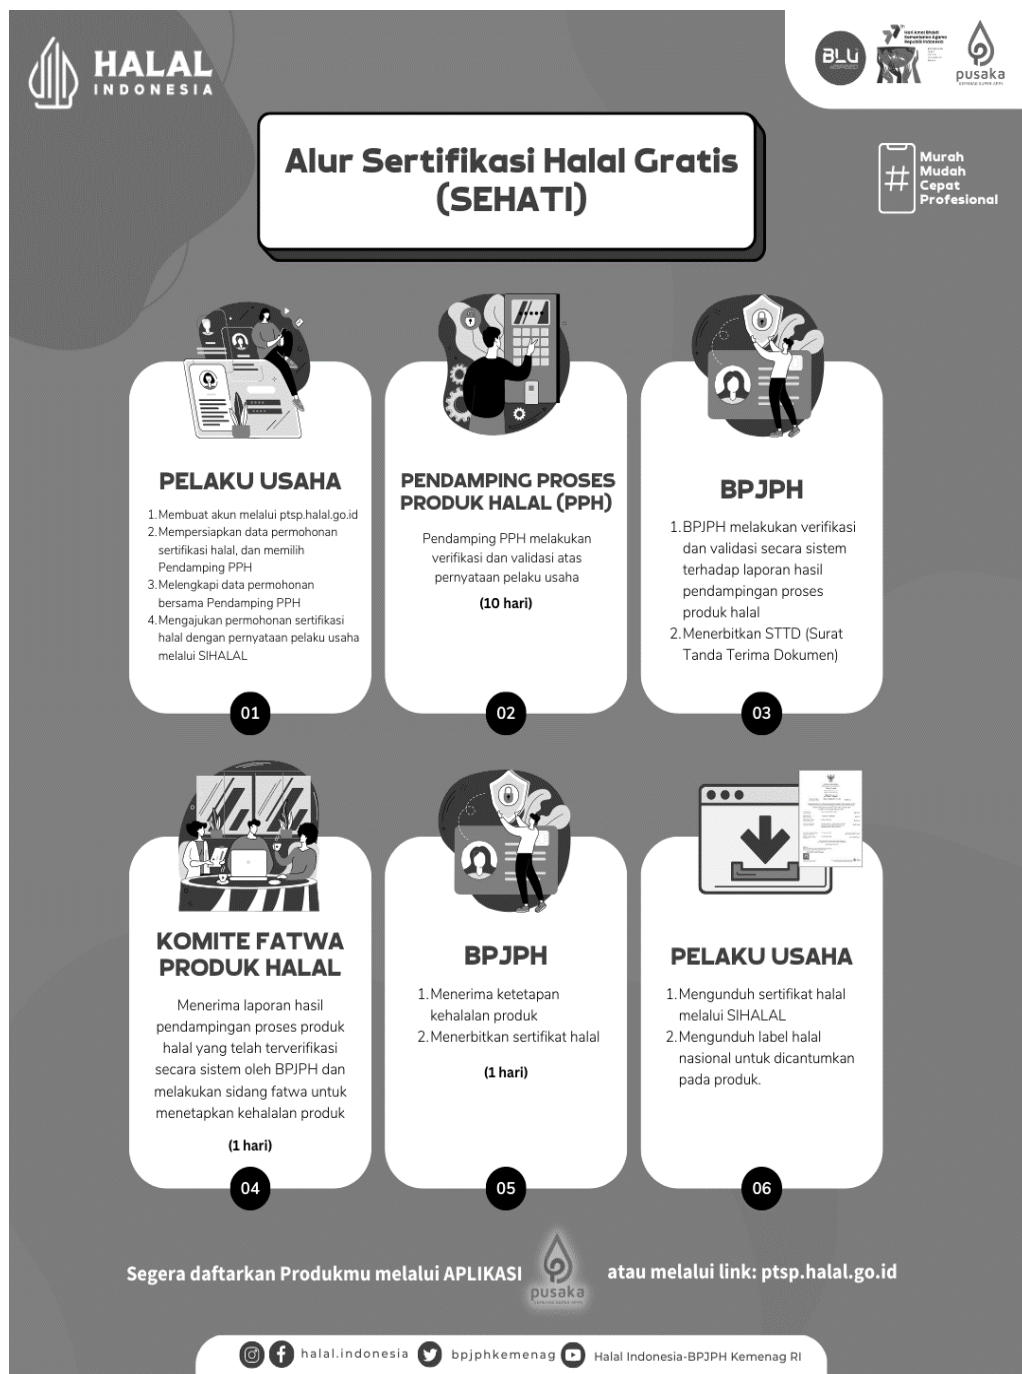 HALAL
INDONESIA
BLU
Hari Amal Bhakti
Kementerian Agama
Republik Indonesia
pusaka
Alur Sertifikasi Halal Gratis
(SEHATI)
#
Murah
Mudah
Cepat
Profesional
PELAKU USAHA
1. Membuat akun melalui ptsp.halal.go.id
2. Mempersiapkan data permohonan
sertifikasi halal, dan memilih
Pendamping PPH
3. Melengkapi data permohonan
bersama Pendamping PPH
4. Mengajukan permohonan sertifikasi
halal dengan pernyataan pelaku usaha
melalui SIHALAL
01
PENDAMPING PROSES
PRODUK HALAL (PPH)
Pendamping PPH melakukan
verifikasi dan validasi atas
pernyataan pelaku usaha
(10 hari)
02
BPJPH
1. BPJPH melakukan verifikasi
dan validasi secara sistem
terhadap laporan hasil
pendampingan proses
produk halal
2. Menerbitkan STTD (Surat
Tanda Terima Dokumen)
03
KOMITE FATWA
PRODUK HALAL
Menerima laporan hasil
pendampingan proses produk
halal yang telah terverifikasi
secara sistem oleh BPJPH dan
melakukan sidang fatwa untuk
menetapkan kehalalan produk
(1 hari)
04
BPJPH
1. Menerima ketetapan
kehalalan produk
2. Menerbitkan sertifikat halal
(1 hari)
05
PELAKU USAHA
1. Mengunduh sertifikat halal
melalui SIHALAL
2. Mengunduh label halal
nasional untuk dicantumkan
pada produk.
06
Segera daftarkan Produkmu melalui APLIKASI
pusaka
atau melalui link: ptsp.halal.go.id
halal.indonesia
bpjphkemenag
Halal Indonesia-BPJPH Kemenag RI